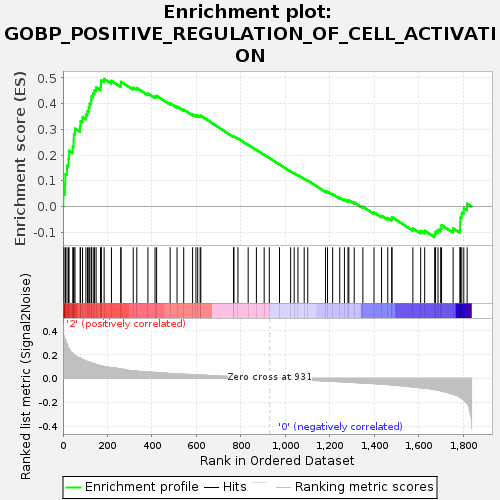 Enrichment plot:
GOBP_POSITIVE_REGULATION_OF_CELL_ACTIVATI
ON
Enrichment score (ES)
0.5
0.4
0.3
0.2
0.1
0.0
-0.1
'2' (positively correlated)
Ranked list metric (Signal2Noise)
0.4
0.2
0.0
-0.2
-0.4
Zero cross at 931
'0' (negatively correlated)
0
200
400
600
800
1,000
1,200
1,400
1,600
1,800
Rank in Ordered Dataset
Enrichment profile
Hits
Ranking metric scores